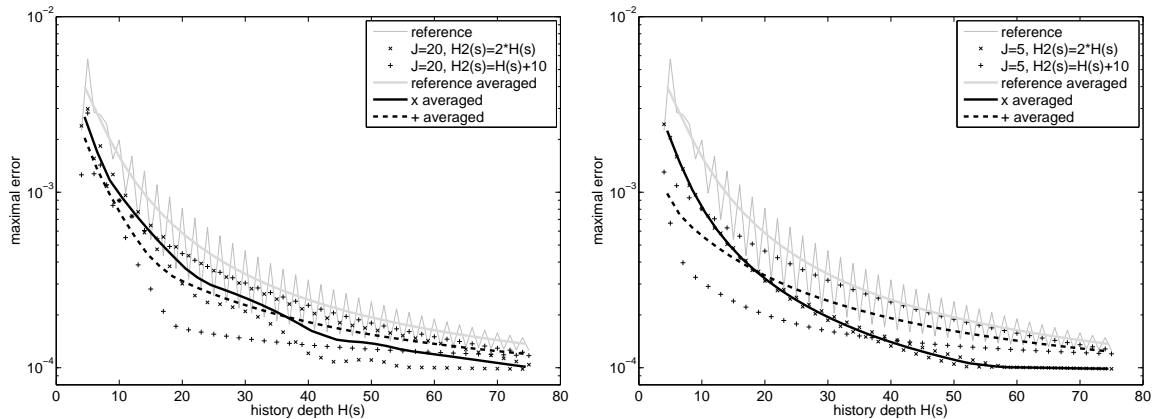 10^-2
10^-3
10^-4
maximal error
0 10 20 30 40 50 60 70 80
history depth H(s)
reference
J=20, H2(s)=2*H(s)
J=20, H2(s)=H(s)+10
reference averaged
x averaged
+ averaged
10^-2
10^-3
10^-4
maximal error
0 10 20 30 40 50 60 70 80
history depth H(s)
reference
J=5, H2(s)=2*H(s)
J=5, H2(s)=H(s)+10
reference averaged
x averaged
+ averaged